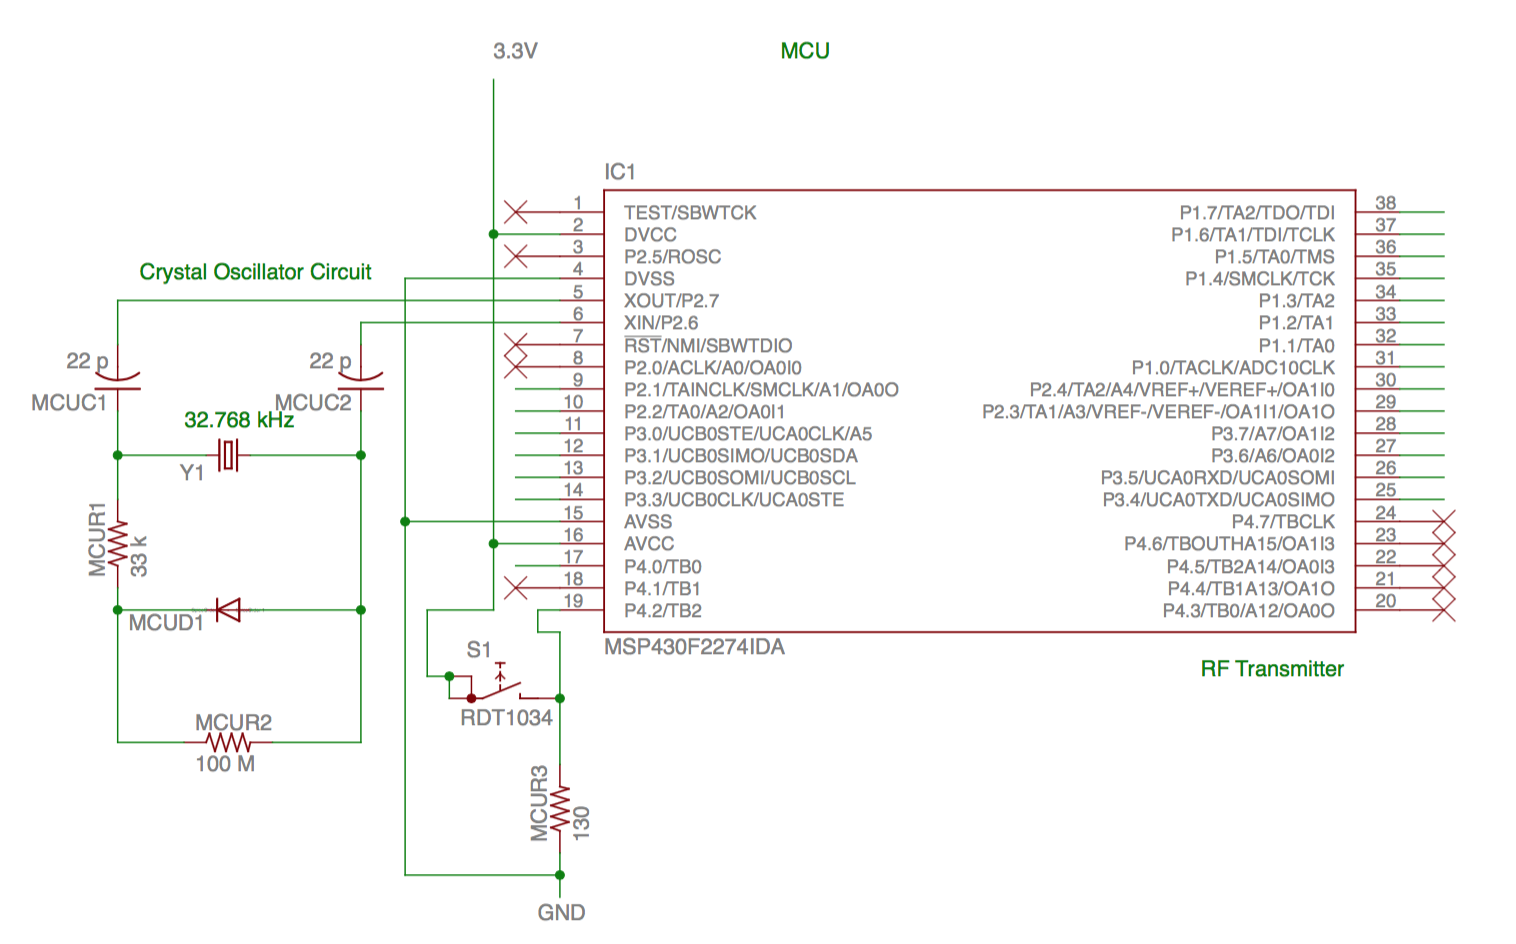 3.3V
MCU
IC1
1 TEST/SBWTCK
2 DVCC
3 P2.5/ROSC
4 DVSS
5 XOUT/P2.7
6 XIN/P2.6
7 RST/NMI/SBWTDIO
8 P2.0/ACLK/A0/OA0I0
9 P2.1/TAINCLK/SMCLK/A1/OA0O
10 P2.2/TA0/A2/OA0I1
11 P3.0/UCB0STE/UCA0CLK/A5
12 P3.1/UCB0SIMO/UCB0SDA
13 P3.2/UCB0SOMI/UCB0SCL
14 P3.3/UCB0CLK/UCA0STE
15 AVSS
16 AVCC
17 P4.0/TB0
18 P4.1/TB1
19 P4.2/TB2
P1.7/TA2/TDO/TDI 38
P1.6/TA1/TDI/TCLK 37
P1.5/TA0/TMS 36
P1.4/SMCLK/TCK 35
P1.3/TA2 34
P1.2/TA1 33
P1.1/TA0 32
P1.0/TACLK/ADC10CLK 31
P2.4/TA2/A4/VREF+/VEREF+/OA1I0 30
P2.3/TA1/A3/VREF-/VEREF-/OA1I1/OA1O 29
P3.7/A7/OA1I2 28
P3.6/A6/OA0I2 27
P3.5/UCA0RXD/UCA0SOMI 26
P3.4/UCA0TXD/UCA0SIMO 25
P4.7/TBCLK 24
P4.6/TBOUTHA15/OA1I3 23
P4.5/TB2A14/OA0I3 22
P4.4/TB1A13/OA1O 21
P4.3/TB0/A12/OA0O 20
MSP430F2274IDA
RF Transmitter
Crystal Oscillator Circuit
22 p
MCUC1
22 p
MCUC2
32.768 kHz
Y1
MCUR1
33 k
MCUD1
MCUR2
100 M
S1
RDT1034
MCUR3
130
GND